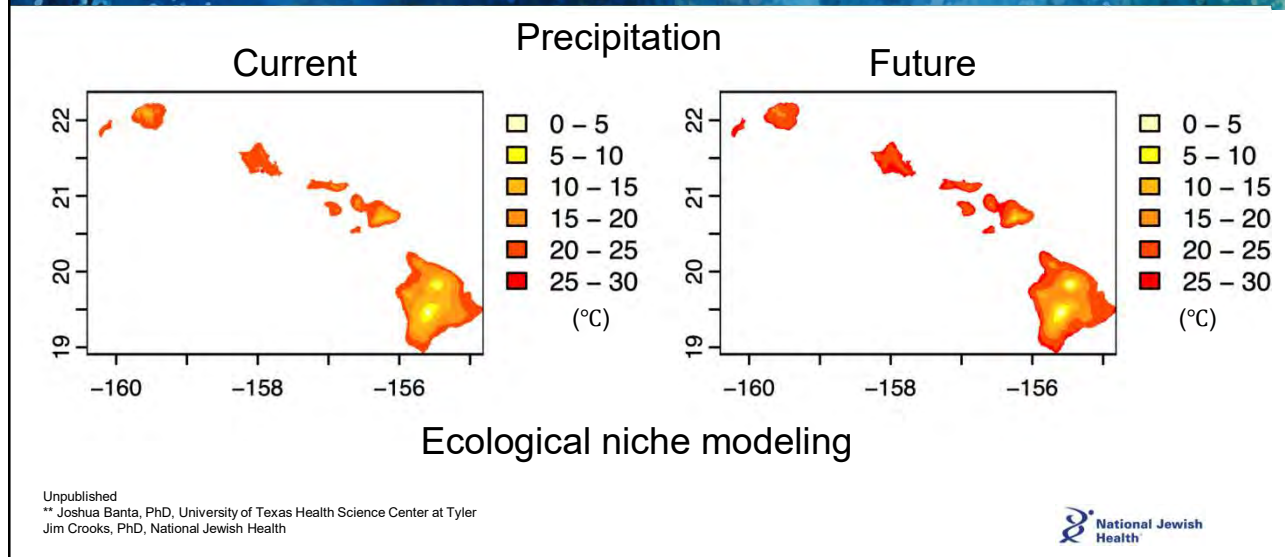 Precipitation
Current
Future
22
21
20
19
−160
−158
−156
0 – 5
5 – 10
10 – 15
15 – 20
20 – 25
25 – 30
(°C)
22
21
20
19
−160
−158
−156
0 – 5
5 – 10
10 – 15
15 – 20
20 – 25
25 – 30
(°C)
Ecological niche modeling
Unpublished
** Joshua Banta, PhD, University of Texas Health Science Center at Tyler
Jim Crooks, PhD, National Jewish Health
National Jewish
Health